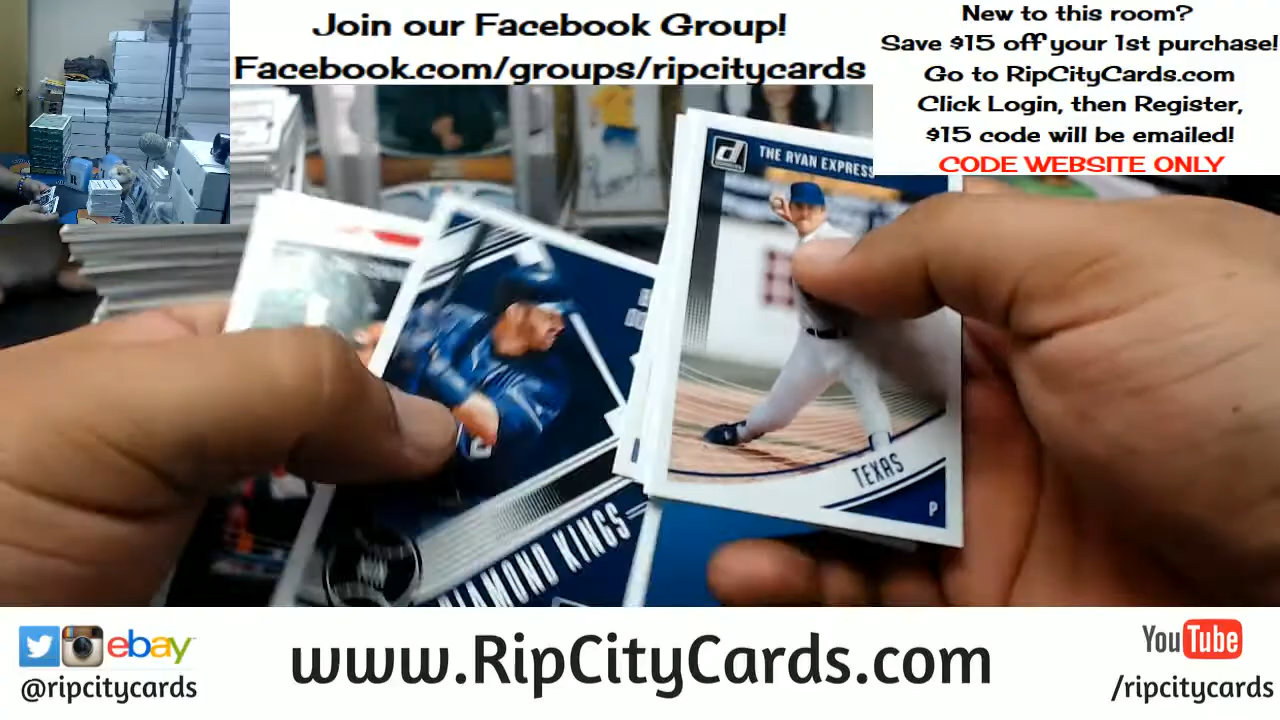 Join our Facebook Group!
Facebook.com/groups/ripcitycards
New to this room?
Save $15 off your 1st purchase!
Go to RipCityCards.com
Click Login, then Register,
$15 code will be emailed!
CODE WEBSITE ONLY
THE RYAN EXPRESS
TEXAS
P
DIAMOND KINGS
ebay
@ripcitycards
www.RipCityCards.com
YouTube
/ripcitycards